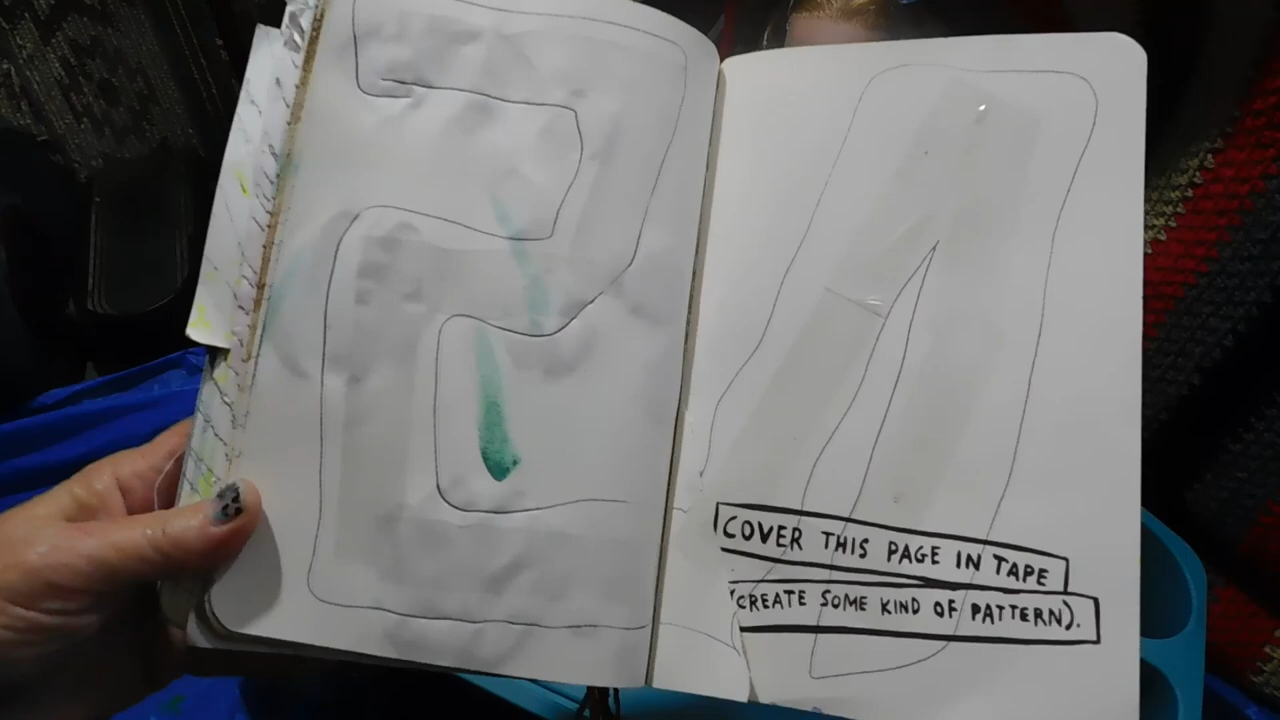 COVER THIS PAGE IN TAPE
(CREATE SOME KIND OF PATTERN).